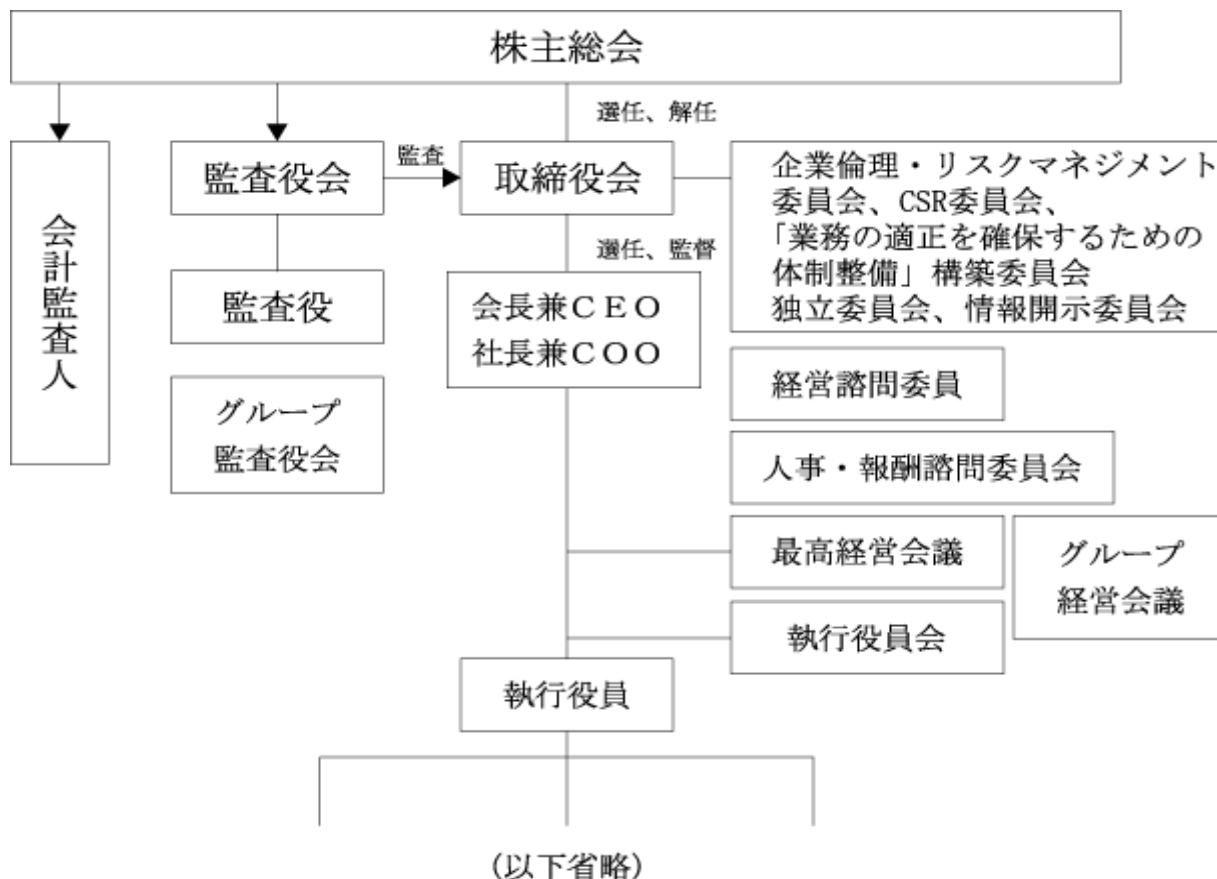 株主総会
選任、解任
会計監査人
監査役会
監査
取締役会
企業倫理・リスクマネジメント
委員会、CSR委員会、
「業務の適正を確保するための
体制整備」構築委員会
独立委員会、情報開示委員会
選任、監督
監査役
会長兼ＣＥＯ
社長兼ＣＯＯ
グループ
監査役会
経営諮問委員
人事・報酬諮問委員会
最高経営会議
グループ
経営会議
執行役員会
執行役員
(以下省略)